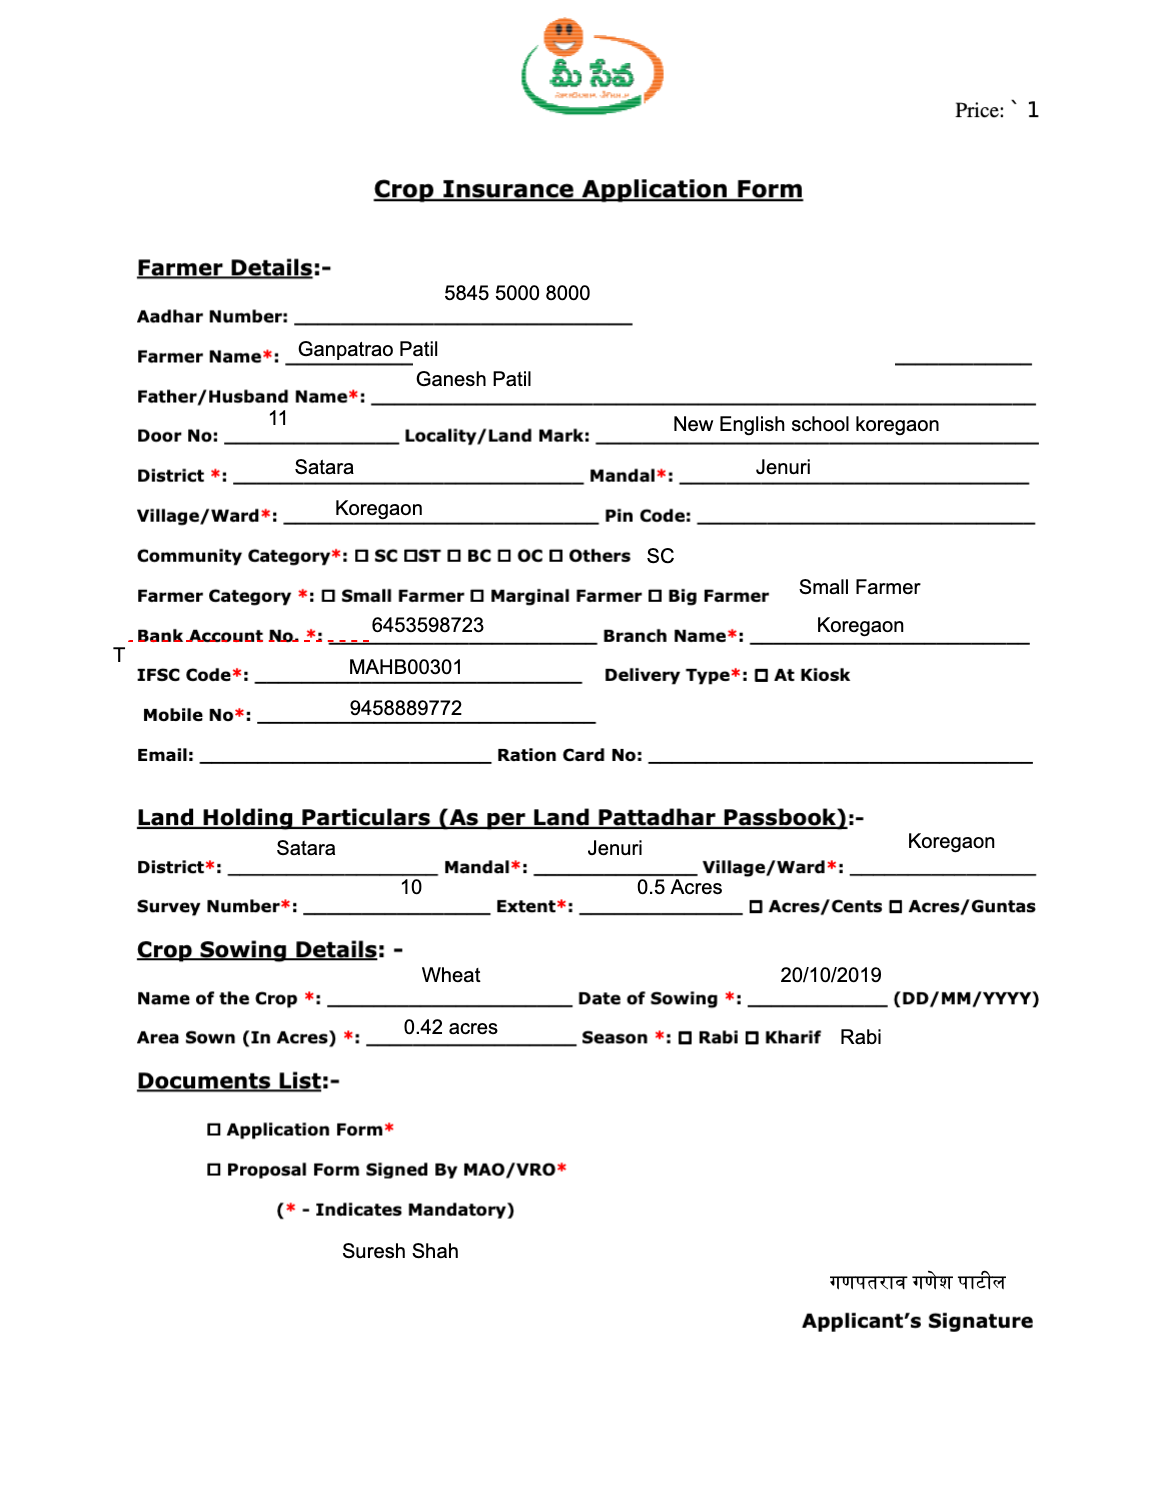 మీ సేవ
Price: ` 1
Crop Insurance Application Form
Farmer Details:-
5845 5000 8000
Aadhar Number: ______
Farmer Name*: Ganpatrao Patil ______
Ganesh Patil
Father/Husband Name*: ______
Door No: 11 Locality/Land Mark: New English school koregaon
District *: Satara Mandal*: Jenuri
Village/Ward*: Koregaon Pin Code: ______
Community Category*: ☐ SC ☐ST ☐ BC ☐ OC ☐ Others SC
Farmer Category *: ☐ Small Farmer ☐ Marginal Farmer ☐ Big Farmer Small Farmer
Bank Account No. *: 6453598723 Branch Name*: Koregaon
T
IFSC Code*: MAHB00301 Delivery Type*: ☐ At Kiosk
Mobile No*: 9458889772
Email: ______ Ration Card No: ______
Land Holding Particulars (As per Land Pattadhar Passbook):-
District*: Satara Mandal*: Jenuri Village/Ward*: Koregaon
Survey Number*: 10 Extent*: 0.5 Acres ☐ Acres/Cents ☐ Acres/Guntas
Crop Sowing Details: -
Name of the Crop *: Wheat Date of Sowing *: 20/10/2019 (DD/MM/YYYY)
Area Sown (In Acres) *: 0.42 acres Season *: ☐ Rabi ☐ Kharif Rabi
Documents List:-
☐ Application Form*
☐ Proposal Form Signed By MAO/VRO*
(* - Indicates Mandatory)
Suresh Shah
गणपतराव गणेश पाटील
Applicant's Signature